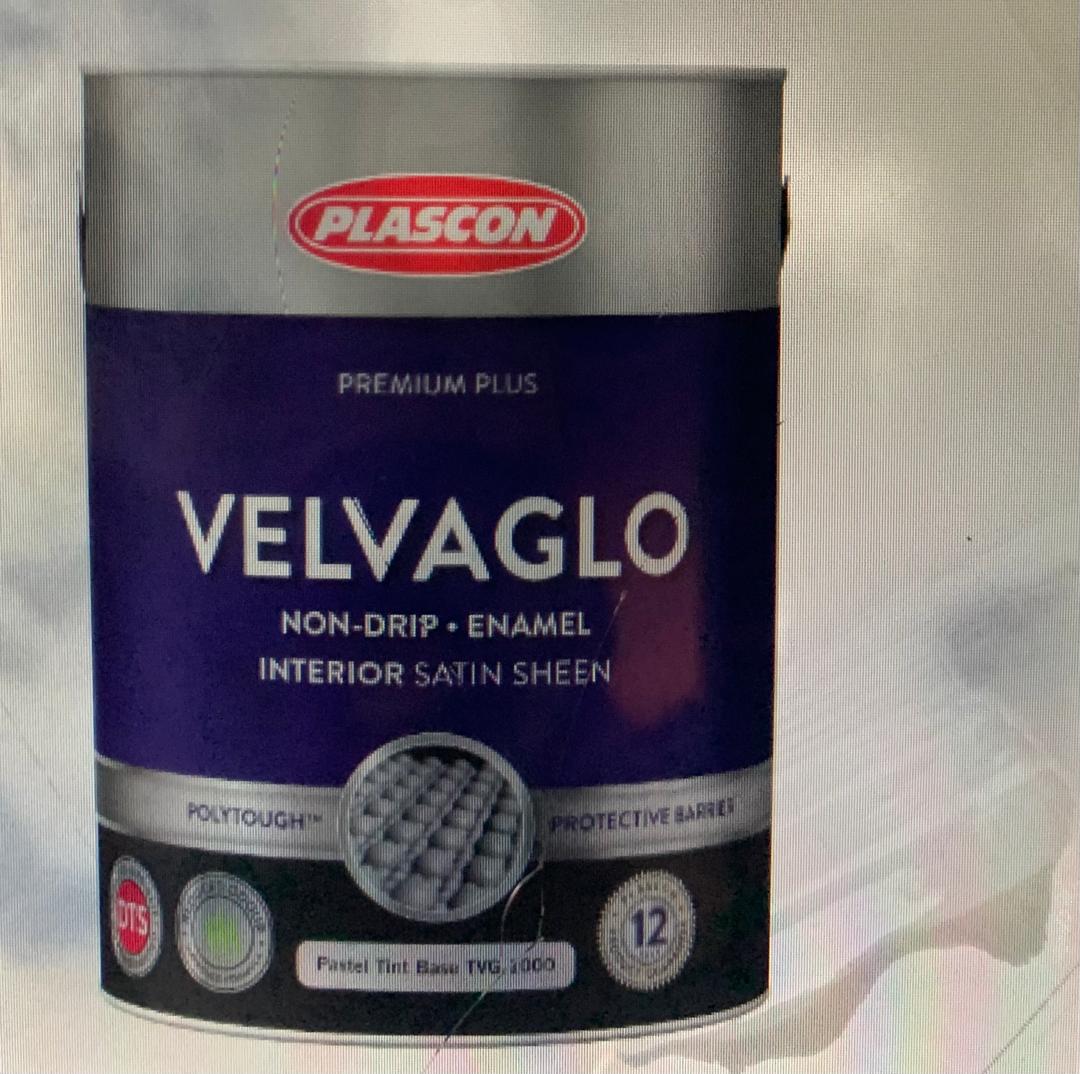 PLASCON
PREMIUM PLUS
VELVAGLO
NON-DRIP • ENAMEL
INTERIOR SATIN SHEEN
POLYTOUGH™
PROTECTIVE BARRIER
DTS
12
Pastel Tint Base TVG. 1000